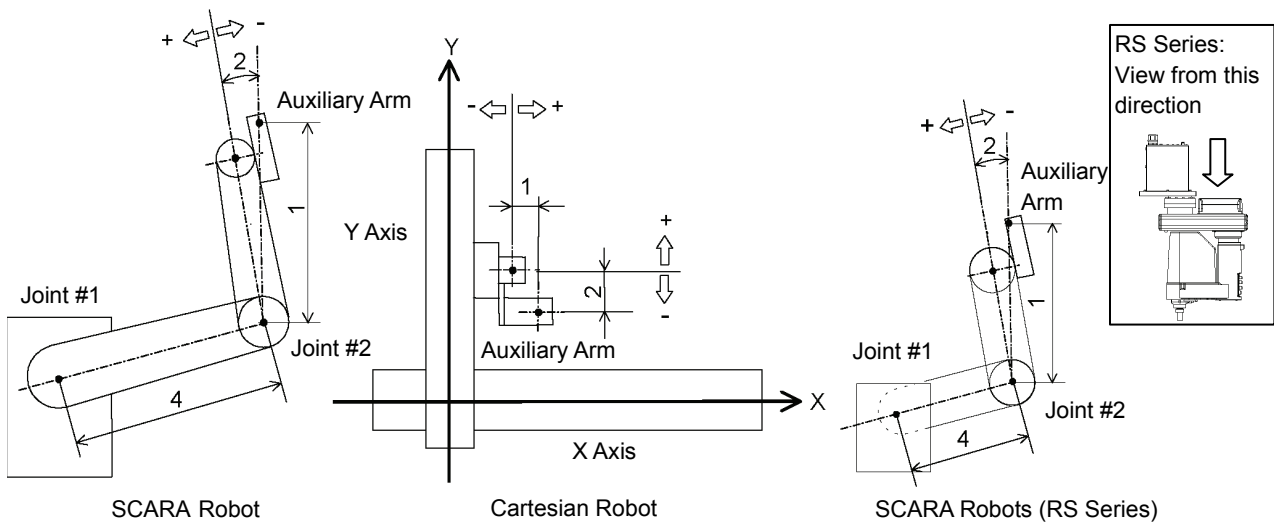 +
-
2
Auxiliary Arm
1
Joint #1
Joint #2
4
SCARA Robot
Y
-
+
1
Y Axis
+
2
-
Auxiliary Arm
X
X Axis
Cartesian Robot
+
-
2
Auxiliary
Arm
1
Joint #1
Joint #2
4
SCARA Robots (RS Series)
RS Series:
View from this
direction